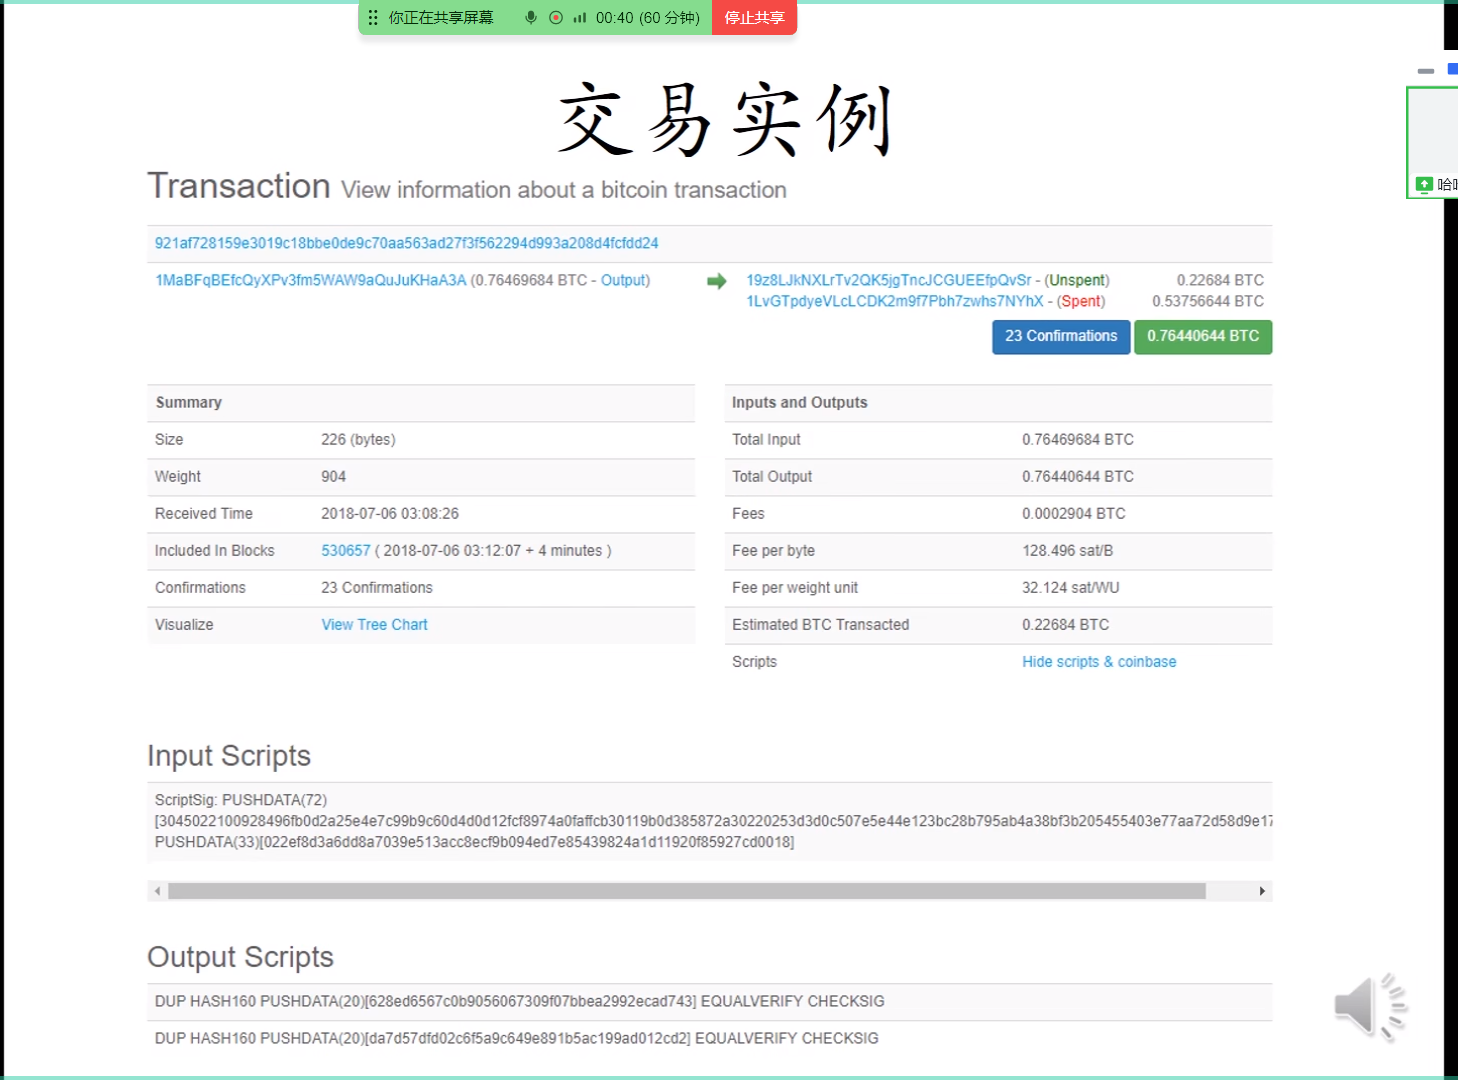 你正在共享屏幕 00:40 (60 分钟) 停止共享
交易实例
Transaction View information about a bitcoin transaction
921af728159e3019c18bbe0de9c70aa563ad27f3f562294d993a208d4fcfdd24
1MaBFqBEfcQyXPv3fm5WAW9aQuJuKHaA3A (0.76469684 BTC - Output)
19z8LJkNXLrTv2QK5jgTncJCGUEEfpQvSr - (Unspent) 0.22684 BTC
1LvGTpdyeVLcLCDK2m9f7Pbh7zwhs7NYhX - (Spent) 0.53756644 BTC
23 Confirmations 0.76440644 BTC
Summary
Size 226 (bytes)
Weight 904
Received Time 2018-07-06 03:08:26
Included In Blocks 530657 ( 2018-07-06 03:12:07 + 4 minutes )
Confirmations 23 Confirmations
Visualize View Tree Chart
Inputs and Outputs
Total Input 0.76469684 BTC
Total Output 0.76440644 BTC
Fees 0.0002904 BTC
Fee per byte 128.496 sat/B
Fee per weight unit 32.124 sat/WU
Estimated BTC Transacted 0.22684 BTC
Scripts Hide scripts & coinbase
Input Scripts
ScriptSig: PUSHDATA(72)
[3045022100928496fb0d2a25e4e7c99b9c60d4d0d12fcf8974a0faffcb30119b0d385872a30220253d3d0c507e5e44e123bc28b795ab4a38bf3b205455403e77aa72d58d9e17
PUSHDATA(33)[022ef8d3a6dd8a7039e513acc8ecf9b094ed7e85439824a1d11920f85927cd0018]
Output Scripts
DUP HASH160 PUSHDATA(20)[628ed6567c0b9056067309f07bbea2992ecad743] EQUALVERIFY CHECKSIG
DUP HASH160 PUSHDATA(20)[da7d57dfd02c6f5a9c649e891b5ac199ad012cd2] EQUALVERIFY CHECKSIG